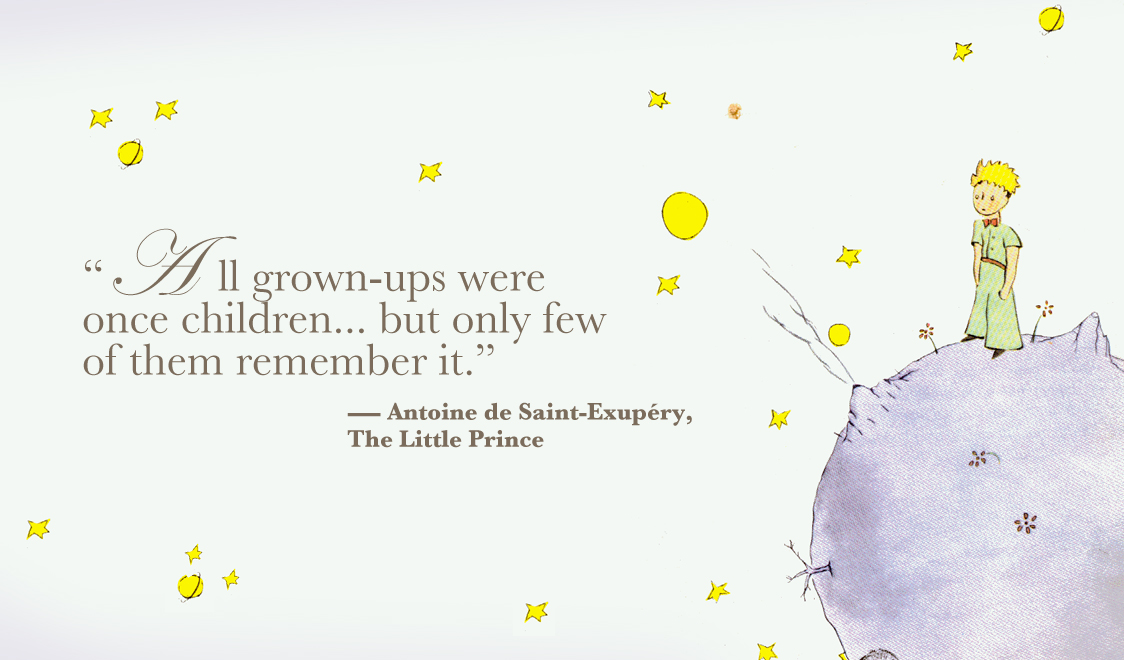 “ All grown-ups were
once children... but only few
of them remember it.”
— Antoine de Saint-Exupéry,
The Little Prince